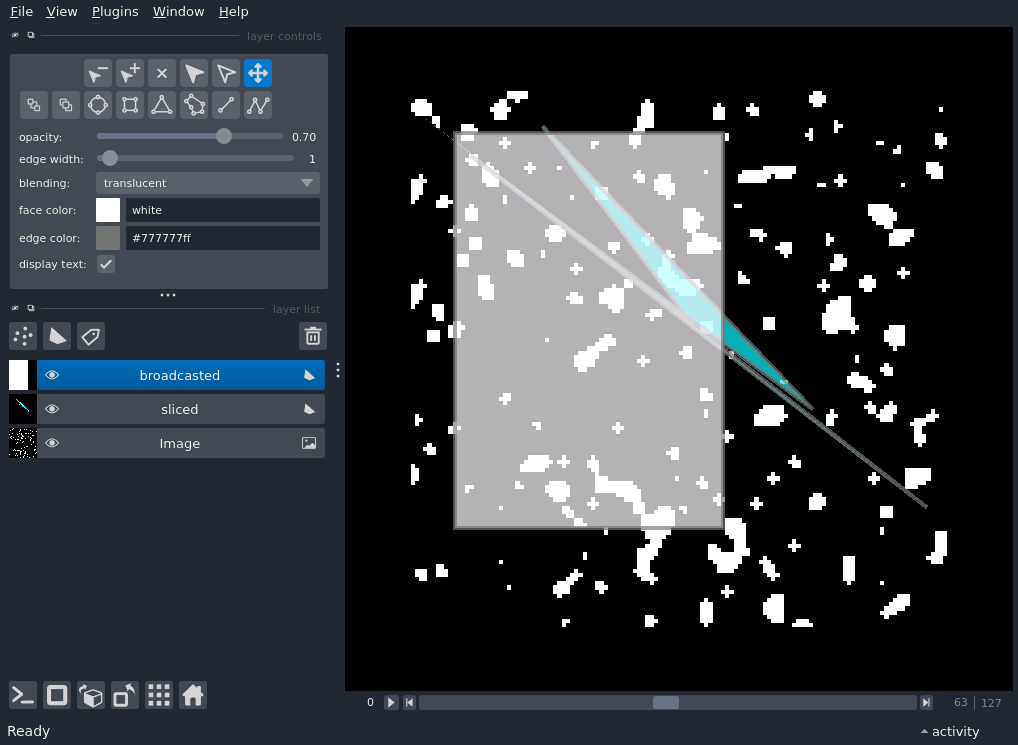 File View Plugins Window Help
layer controls
opacity: 0.70
edge width: 1
blending: translucent
face color: white
edge color: #777777ff
display text:
layer list
broadcasted
sliced
Image
0 63 127
Ready activity